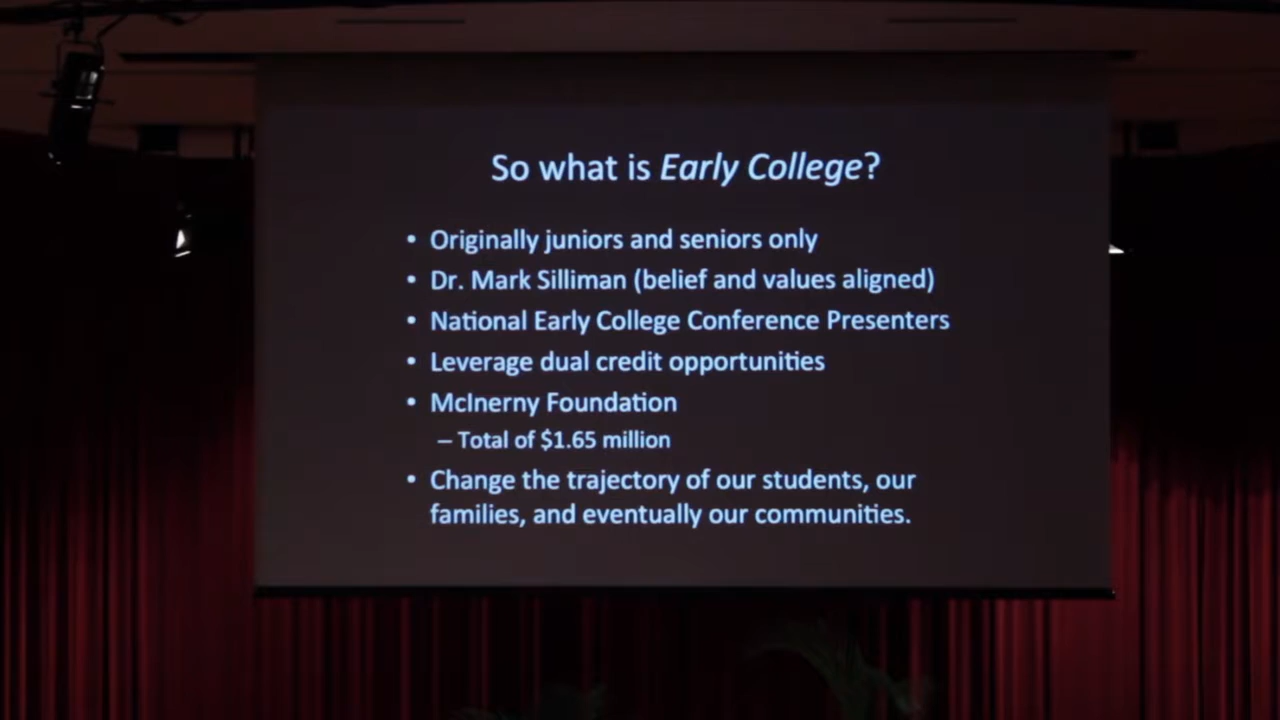 So what is Early College?
• Originally juniors and seniors only
• Dr. Mark Silliman (belief and values aligned)
• National Early College Conference Presenters
• Leverage dual credit opportunities
• McInerny Foundation
– Total of $1.65 million
• Change the trajectory of our students, our
families, and eventually our communities.